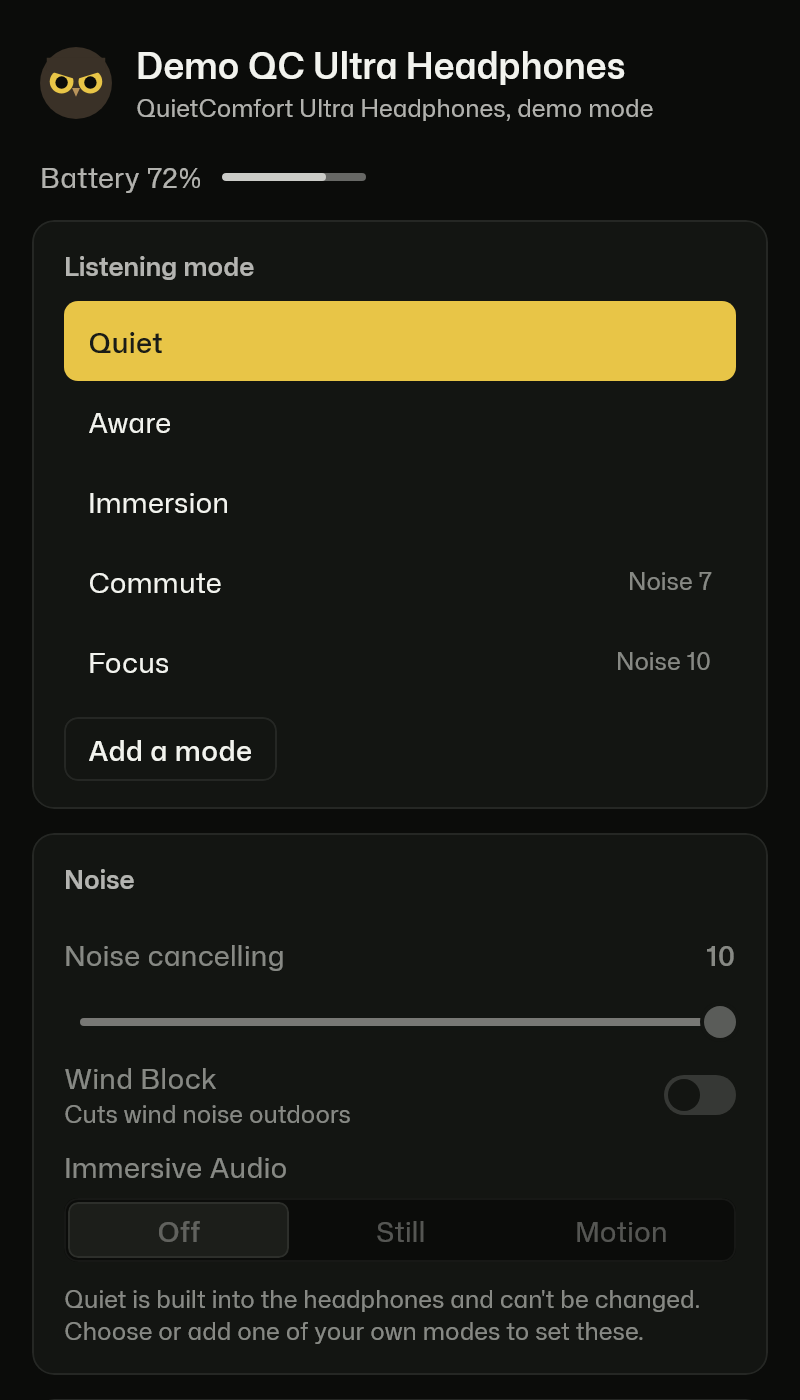 Demo QC Ultra Headphones
QuietComfort Ultra Headphones, demo mode
Battery 72%
Listening mode
Quiet
Aware
Immersion
Commute Noise 7
Focus Noise 10
Add a mode
Noise
Noise cancelling 10
Wind Block
Cuts wind noise outdoors
Immersive Audio
Off Still Motion
Quiet is built into the headphones and can't be changed.
Choose or add one of your own modes to set these.